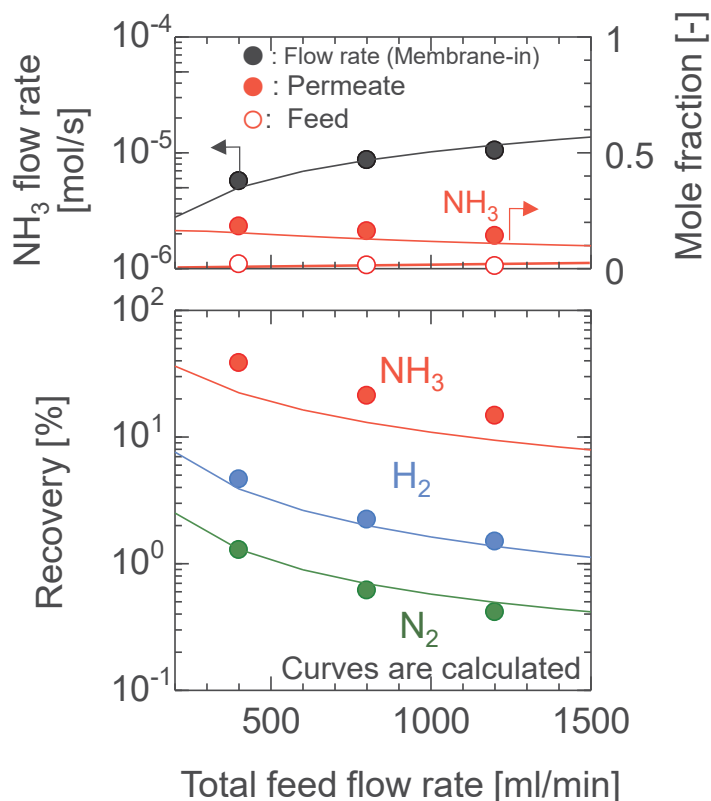 NH₃ flow rate
[mol/s]
10⁻⁴
10⁻⁵
10⁻⁶
: Flow rate (Membrane-in)
: Permeate
: Feed
NH₃
1
0.5
0
Mole fraction [-]
Recovery [%]
10²
10¹
10⁰
10⁻¹
NH₃
H₂
N₂
Curves are calculated
500 1000 1500
Total feed flow rate [ml/min]